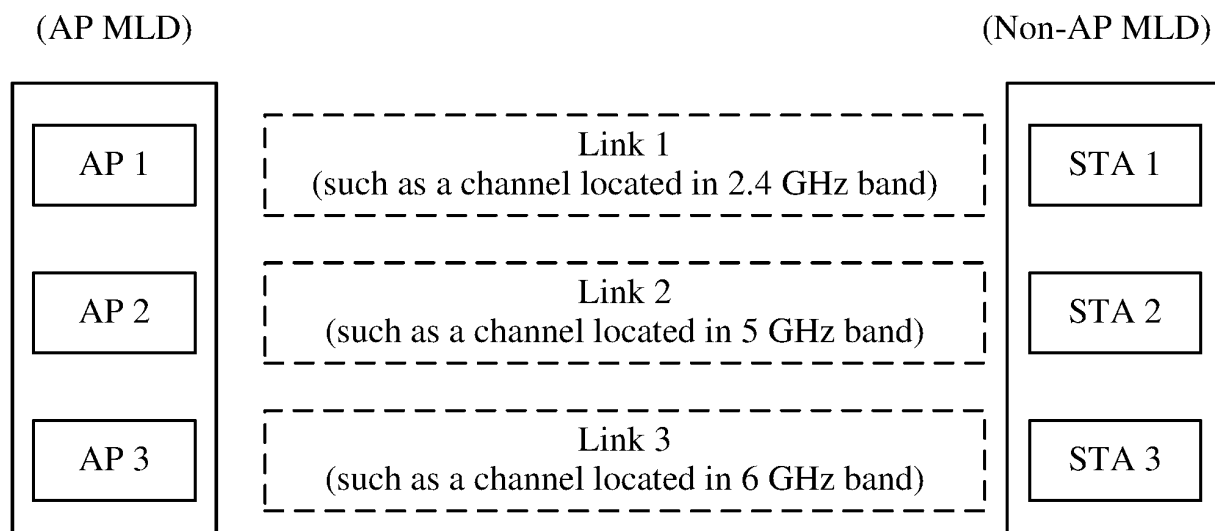 (AP MLD)
(Non-AP MLD)
AP 1
Link 1
(such as a channel located in 2.4 GHz band)
STA 1
AP 2
Link 2
(such as a channel located in 5 GHz band)
STA 2
AP 3
Link 3
(such as a channel located in 6 GHz band)
STA 3